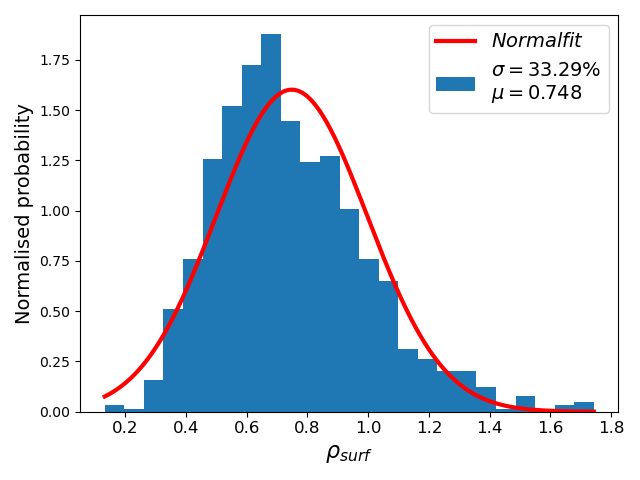 Normalfit
σ = 33.29%
μ = 0.748
Normalised probability
1.75
1.50
1.25
1.00
0.75
0.50
0.25
0.00
0.2 0.4 0.6 0.8 1.0 1.2 1.4 1.6 1.8
ρsurf